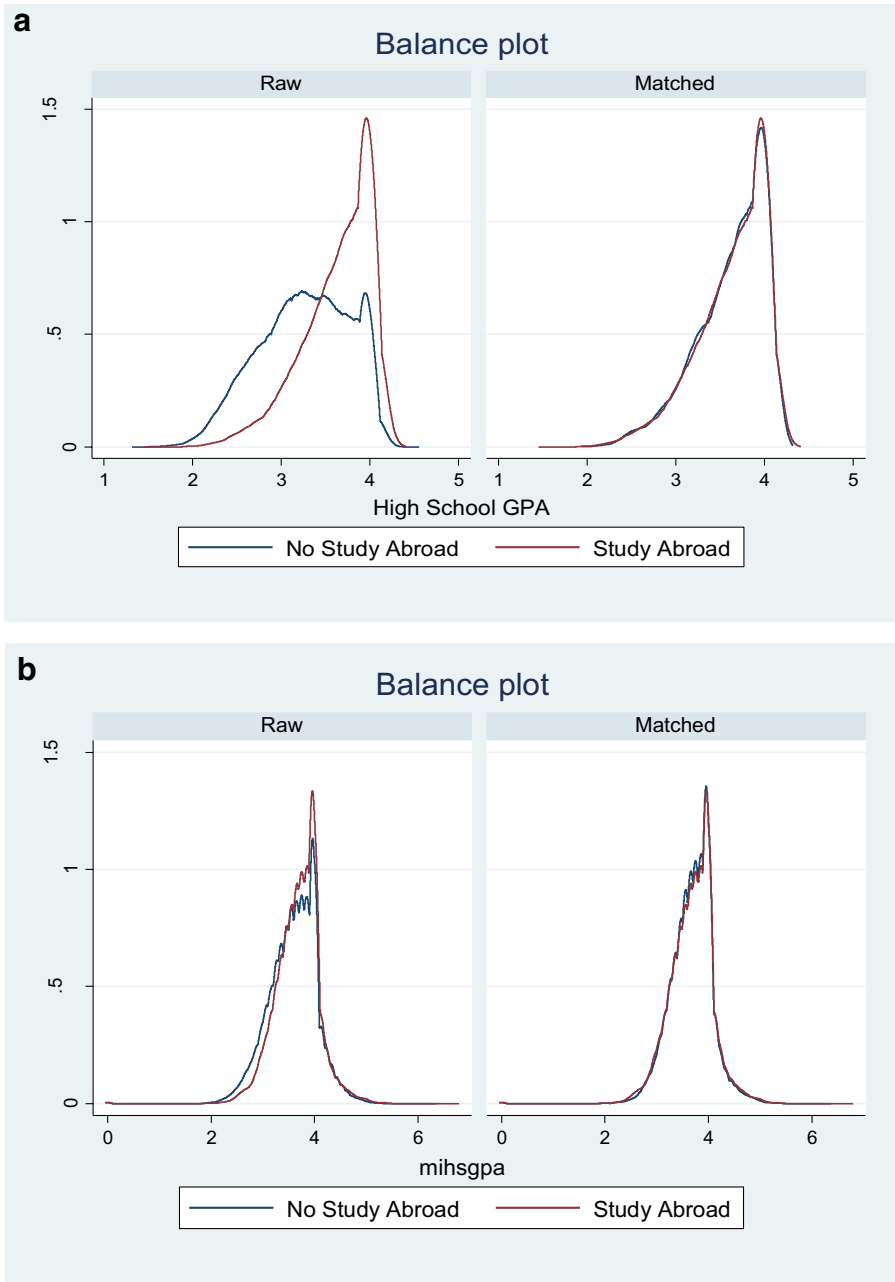 a
Balance plot
Raw
Matched
1.5
1
.5
0
1 2 3 4 5
1 2 3 4 5
High School GPA
No Study Abroad
Study Abroad
b
Balance plot
Raw
Matched
1.5
1
.5
0
0 2 4 6
0 2 4 6
mihsgpa
No Study Abroad
Study Abroad